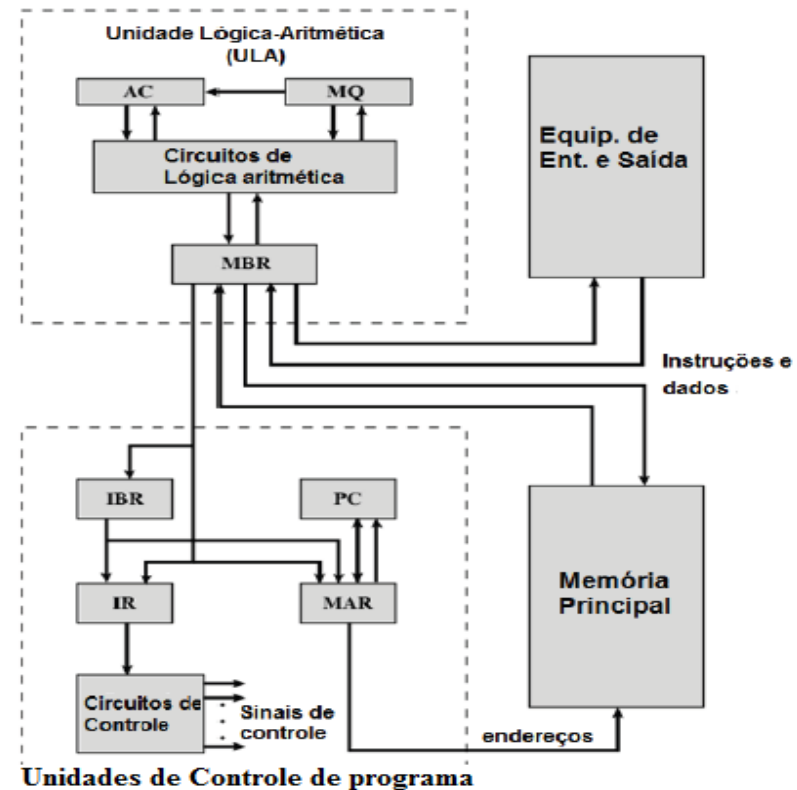 Unidade Lógica-Aritmética
(ULA)
AC
MQ
Circuitos de
Lógica aritmética
MBR
Equip. de
Ent. e Saída
Instruções e
dados
IBR
PC
IR
MAR
Memória
Principal
Circuitos de
Controle
Sinais de
controle
endereços
Unidades de Controle de programa